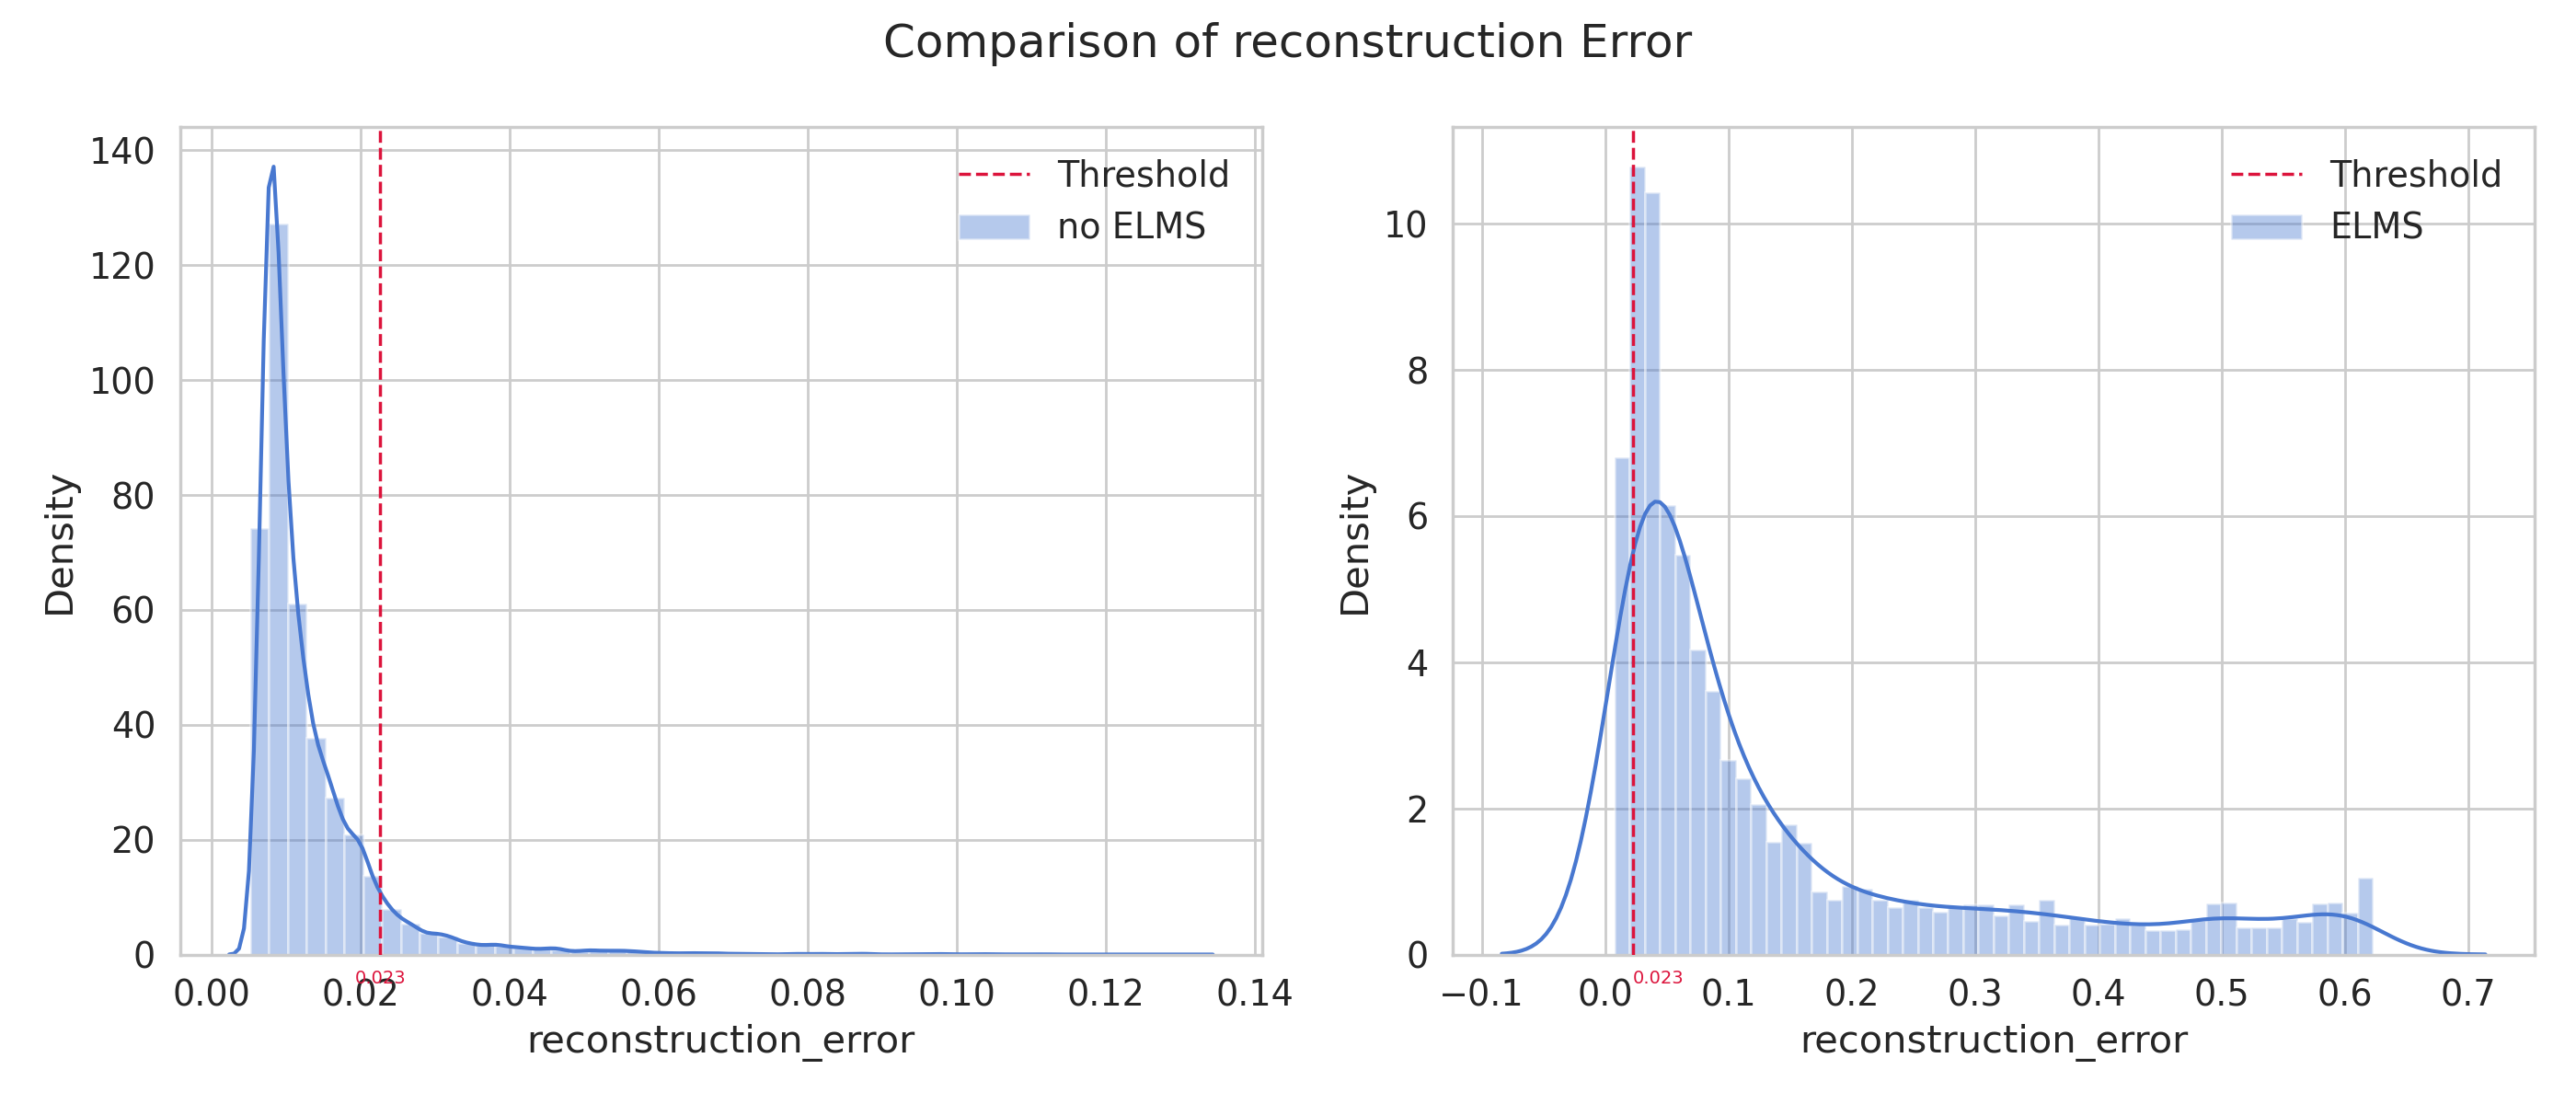 Comparison of reconstruction Error
140
120
100
80
60
40
20
0
Density
Threshold
no ELMS
0.023
0.00 0.02 0.04 0.06 0.08 0.10 0.12 0.14
reconstruction_error
10
8
6
4
2
0
Density
Threshold
ELMS
0.023
−0.1 0.0 0.1 0.2 0.3 0.4 0.5 0.6 0.7
reconstruction_error